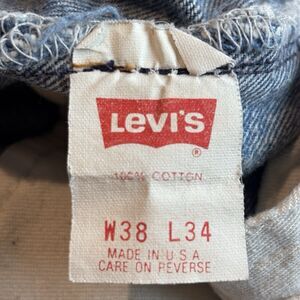 LEVI'S
®
100% COTTON
W38 L34
MADE IN U S A
CARE ON REVERSE